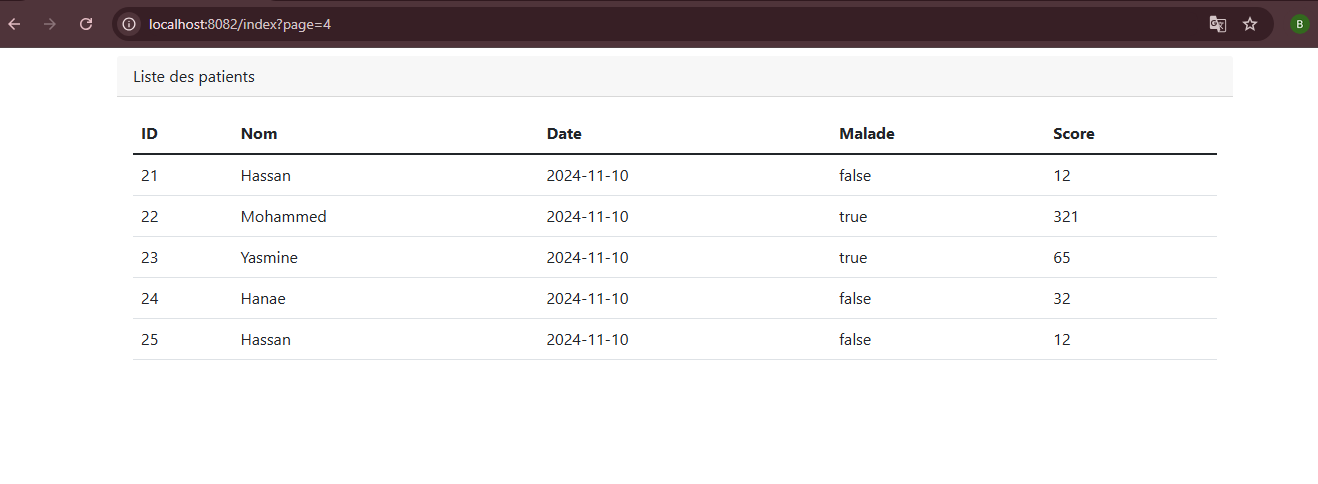 localhost:8082/index?page=4
B
Liste des patients
ID Nom Date Malade Score
21 Hassan 2024-11-10 false 12
22 Mohammed 2024-11-10 true 321
23 Yasmine 2024-11-10 true 65
24 Hanae 2024-11-10 false 32
25 Hassan 2024-11-10 false 12